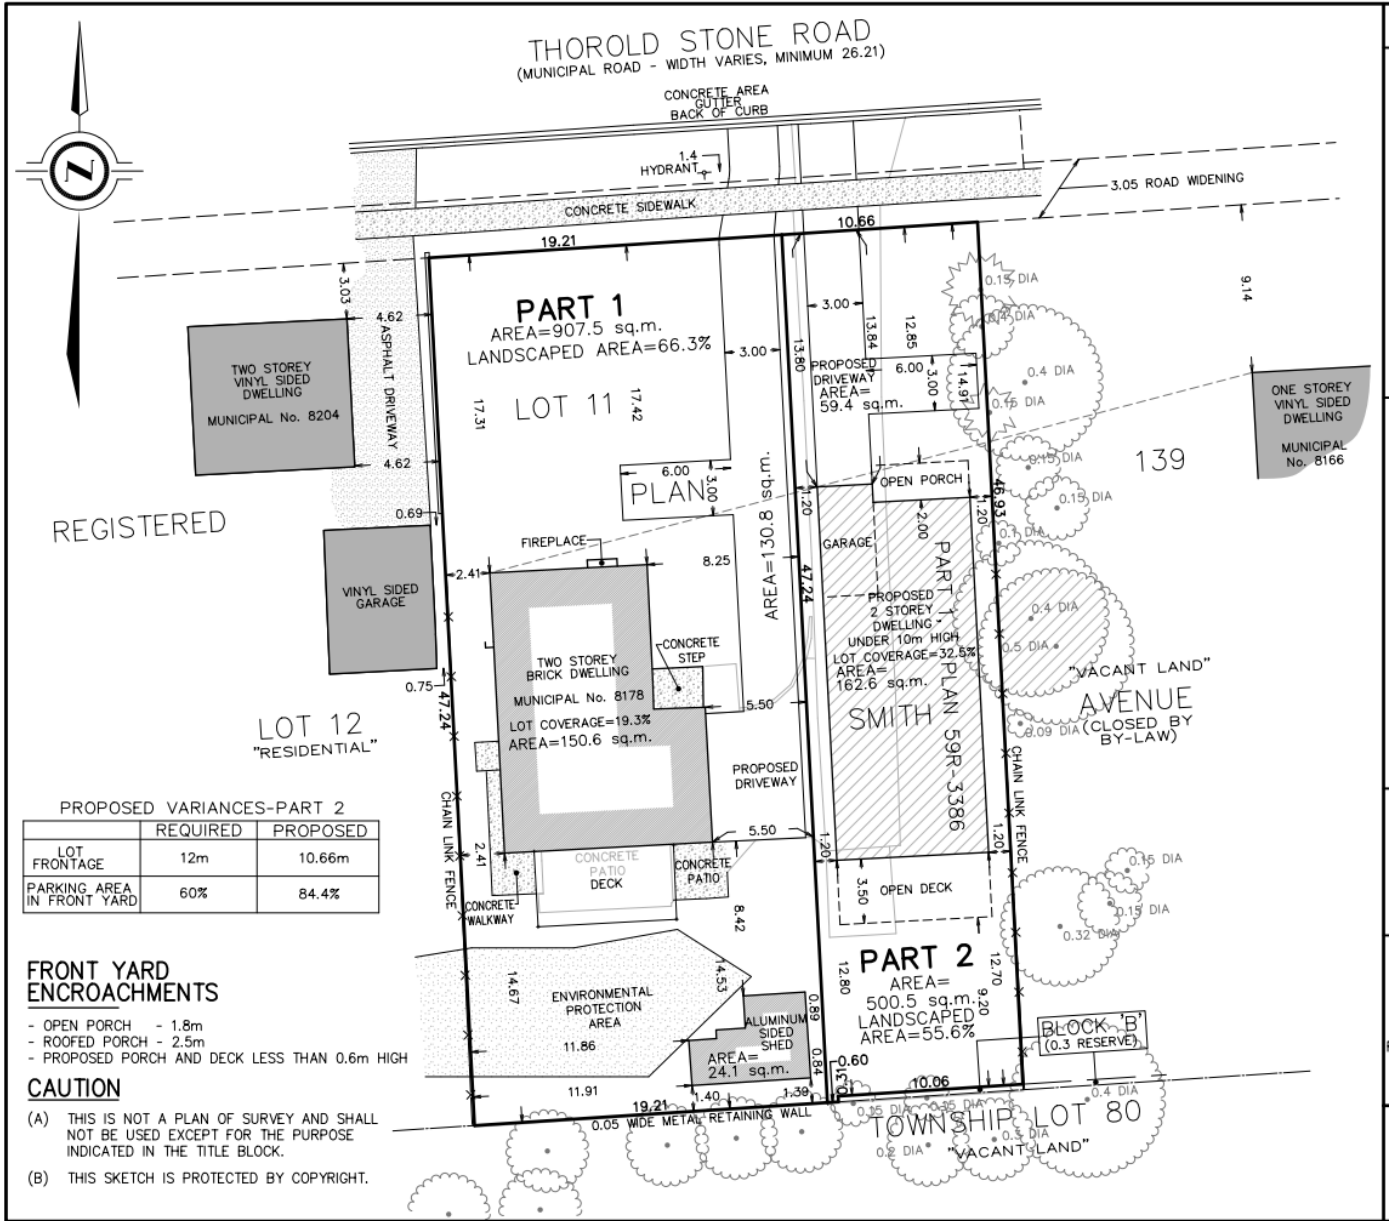 THOROLD STONE ROAD
(MUNICIPAL ROAD - WIDTH VARIES, MINIMUM 26.21)
CONCRETE AREA
GUTTER
BACK OF CURB
N
1.4
HYDRANT
3.05 ROAD WIDENING
CONCRETE SIDEWALK
10.66
19.21
3.03
4.62
ASPHALT DRIVEWAY
4.62
TWO STOREY
VINYL SIDED
DWELLING
MUNICIPAL No. 8204
PART 1
AREA=907.5 sq.m.
LANDSCAPED AREA=66.3%
LOT 11
17.31
17.42
3.00
3.00
13.80
13.84
12.85
PROPOSED
DRIVEWAY
AREA=
59.4 sq.m.
6.00
3.00
14.91
0.15 DIA
0.4 DIA
0.4 DIA
0.15 DIA
0.15 DIA
0.15 DIA
0.1 DIA
9.14
ONE STOREY
VINYL SIDED
DWELLING
MUNICIPAL
No. 8166
139
REGISTERED
PLAN
6.00
3.00
AREA=130.8 sq.m.
0.69
VINYL SIDED
GARAGE
0.75
2.41
FIREPLACE
8.25
1.20
OPEN PORCH
2.00
1.20
46.93
GARAGE
47.24
PROPOSED
2 STOREY
DWELLING
UNDER 10m HIGH
LOT COVERAGE=32.5%
AREA=
162.6 sq.m.
PART 1 PLAN 59R-3386
SMITH
0.4 DIA
0.5 DIA
"VACANT LAND"
AVENUE
(CLOSED BY
BY-LAW)
0.09 DIA
CONCRETE
STEP
TWO STOREY
BRICK DWELLING
MUNICIPAL No. 8178
LOT COVERAGE=19.3%
AREA=150.6 sq.m.
5.50
PROPOSED
DRIVEWAY
5.50
LOT 12
"RESIDENTIAL"
47.24
CHAIN LINK FENCE
CHAIN LINK FENCE
2.41
CONCRETE
PATIO
DECK
CONCRETE
PATIO
CONCRETE
WALKWAY
8.42
1.20
1.20
3.50
OPEN DECK
0.15 DIA
0.15 DIA
0.32 DIA
PROPOSED VARIANCES-PART 2
REQUIRED PROPOSED
LOT
FRONTAGE 12m 10.66m
PARKING AREA
IN FRONT YARD 60% 84.4%
FRONT YARD
ENCROACHMENTS
- OPEN PORCH - 1.8m
- ROOFED PORCH - 2.5m
- PROPOSED PORCH AND DECK LESS THAN 0.6m HIGH
CAUTION
(A) THIS IS NOT A PLAN OF SURVEY AND SHALL
NOT BE USED EXCEPT FOR THE PURPOSE
INDICATED IN THE TITLE BLOCK.
(B) THIS SKETCH IS PROTECTED BY COPYRIGHT.
14.67
ENVIRONMENTAL
PROTECTION
AREA
14.53
11.86
ALUMINUM
SIDED
SHED
AREA=
24.1 sq.m.
0.89
0.84
12.80
PART 2
AREA=
500.5 sq.m.
LANDSCAPED
AREA=55.6%
12.70
9.20
BLOCK 'B'
(0.3 RESERVE)
0.60
0.31
10.06
11.91
19.21
1.40
1.39
0.05 WIDE METAL RETAINING WALL
0.15 DIA
0.4 DIA
TOWNSHIP LOT 80
0.2 DIA
"VACANT LAND"